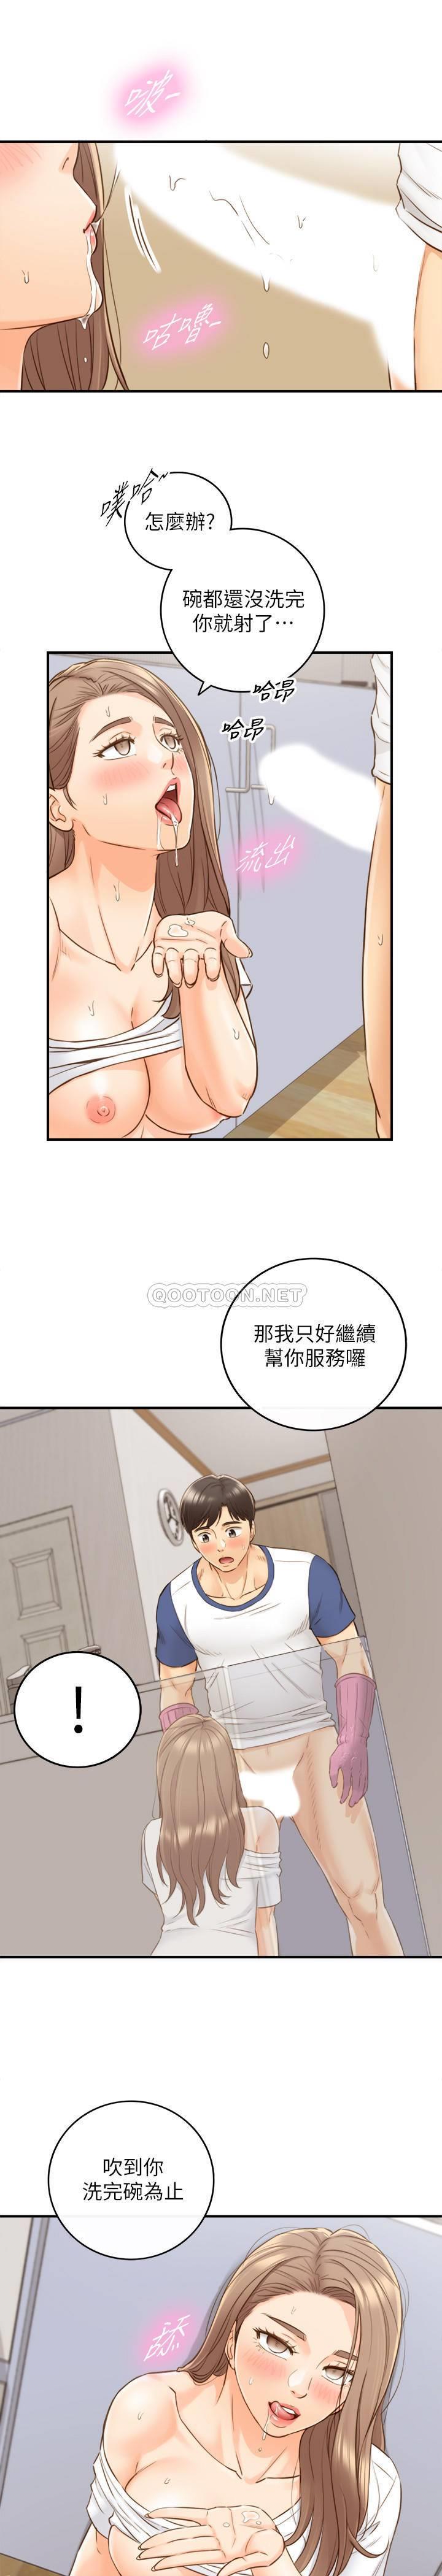 啵-
咕嚕-
噗哈
怎麼辦?
碗都還沒洗完
你就射了…
哈昂
哈昂
流出
QOOTOON.NET
那我只好繼續
幫你服務囉
!
吹到你
洗完碗為止
舔